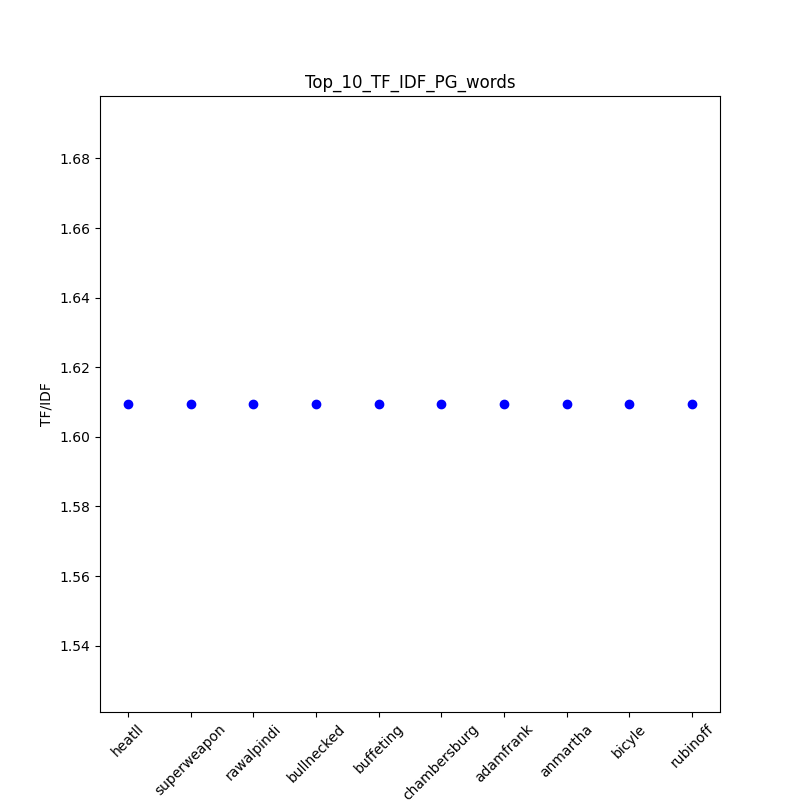 Top_10_TF_IDF_PG_words
1.68
1.66
1.64
1.62
1.60
1.58
1.56
1.54
TF/IDF
heatll
superweapon
rawalpindi
bullnecked
buffeting
chambersburg
adamfrank
anmartha
bicyle
rubinoff